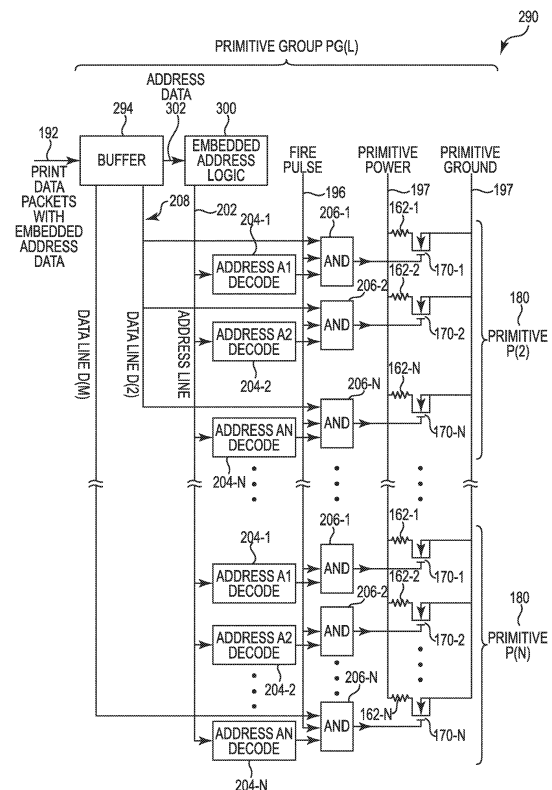 290
PRIMITIVE GROUP PG(L)
ADDRESS
DATA
294
302
300
192
BUFFER
EMBEDDED
ADDRESS
LOGIC
FIRE
PULSE
PRIMITIVE
POWER
PRIMITIVE
GROUND
PRINT
DATA
PACKETS
WITH
EMBEDDED
ADDRESS
DATA
208
202
196
197
197
204-1
206-1
162-1
ADDRESS A1
DECODE
AND
170-1
206-2
162-2
180
ADDRESS A2
DECODE
AND
170-2
PRIMITIVE
P(2)
204-2
DATA LINE D(M)
DATA LINE D(2)
ADDRESS LINE
206-N
162-N
ADDRESS AN
DECODE
AND
170-N
204-N
204-1
206-1
162-1
ADDRESS A1
DECODE
AND
170-1
206-2
162-2
180
ADDRESS A2
DECODE
AND
170-2
PRIMITIVE
P(N)
204-2
206-N
ADDRESS AN
DECODE
AND
162-N
170-N
204-N